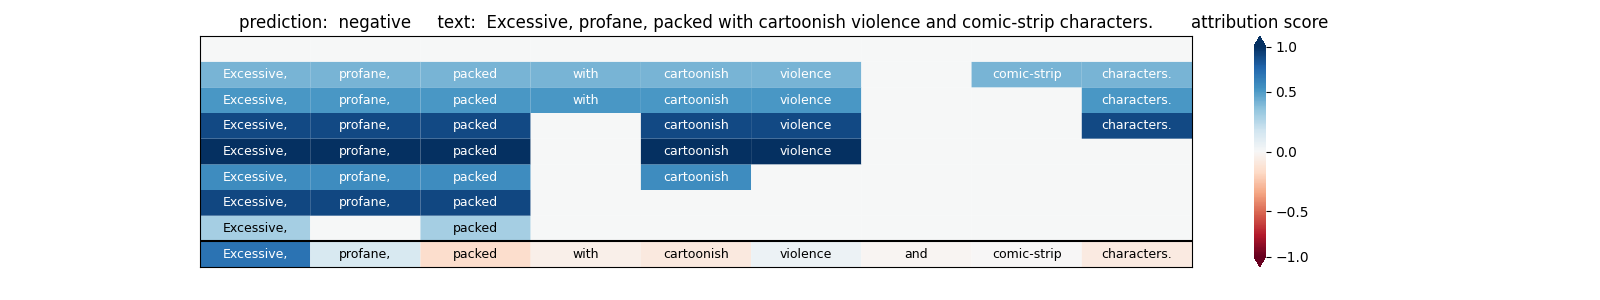 prediction:  negative     text:  Excessive, profane, packed with cartoonish violence and comic-strip characters.
attribution score
Excessive, profane, packed with cartoonish violence comic-strip characters.
Excessive, profane, packed with cartoonish violence characters.
Excessive, profane, packed cartoonish violence characters.
Excessive, profane, packed cartoonish violence
Excessive, profane, packed cartoonish
Excessive, profane, packed
Excessive, packed
Excessive, profane, packed with cartoonish violence and comic-strip characters.
1.0
0.5
0.0
−0.5
−1.0